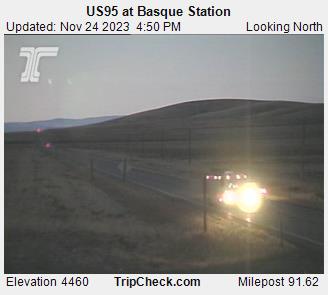 US95 at Basque Station
Updated: Nov 24 2023 4:50 PM Looking North
Elevation 4460 TripCheck.com Milepost 91.62